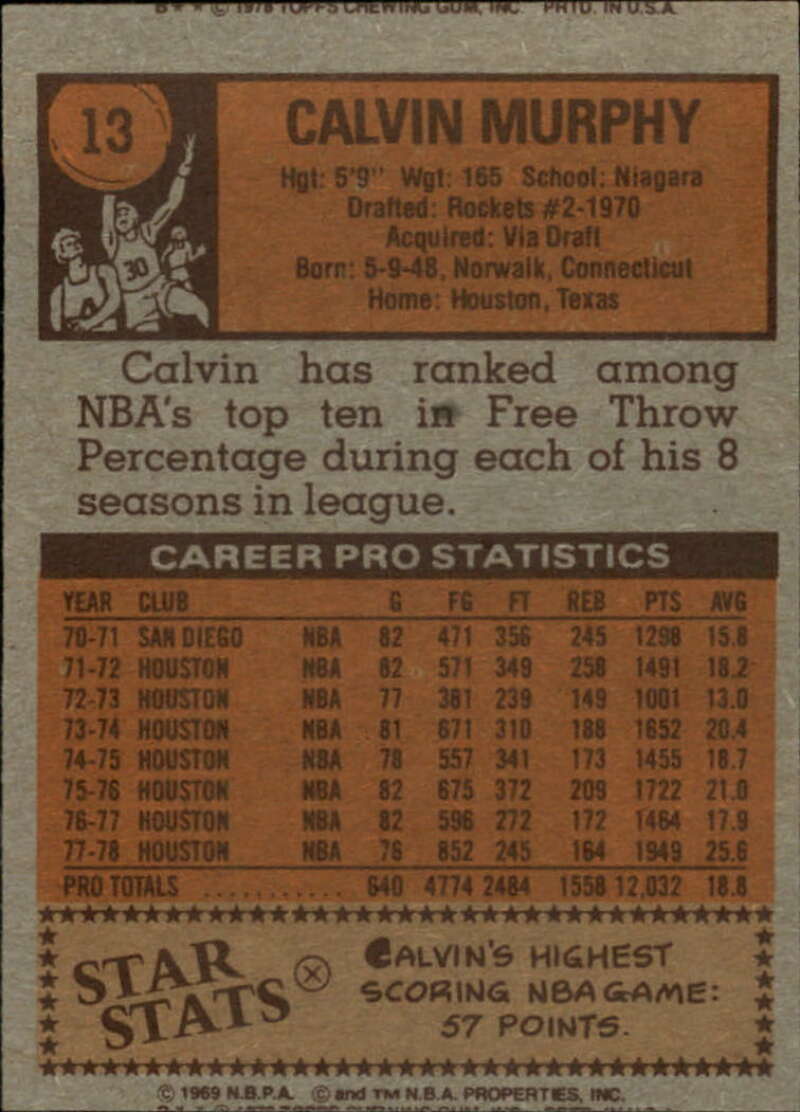 © 1978 TOPPS CHEWING GUM, INC. PRTD. IN U.S.A.
13
CALVIN MURPHY
Hgt: 5'9" Wgt: 165 School: Niagara
Drafted: Rockets #2-1970
Acquired: Via Draft
Born: 5-9-48, Norwalk, Connecticut
Home: Houston, Texas
30
Calvin has ranked among
NBA's top ten in Free Throw
Percentage during each of his 8
seasons in league.
CAREER PRO STATISTICS
YEAR CLUB G FG FT REB PTS AVG
70-71 SAN DIEGO NBA 82 471 356 245 1298 15.8
71-72 HOUSTON NBA 82 571 349 258 1491 18.2
72-73 HOUSTON NBA 77 381 239 149 1001 13.0
73-74 HOUSTON NBA 81 671 310 188 1652 20.4
74-75 HOUSTON NBA 78 557 341 173 1455 18.7
75-76 HOUSTON NBA 82 675 372 209 1722 21.0
76-77 HOUSTON NBA 82 596 272 172 1464 17.9
77-78 HOUSTON NBA 76 852 245 164 1949 25.6
PRO TOTALS ........... 640 4774 2484 1558 12,032 18.8
STAR STATS
CALVIN'S HIGHEST
SCORING NBA GAME:
57 POINTS.
© 1969 N.B.P.A. © and TM N.B.A. PROPERTIES, INC.